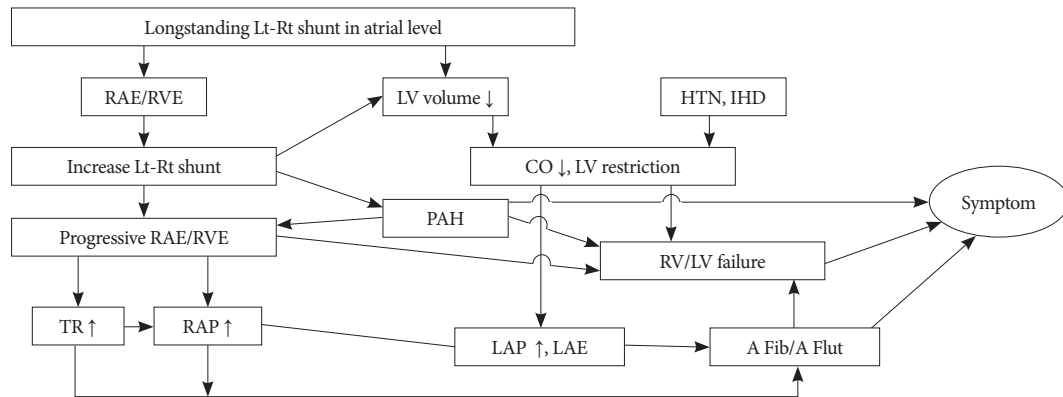 Longstanding Lt-Rt shunt in atrial level
RAE/RVE
LV volume ↓
HTN, IHD
Increase Lt-Rt shunt
CO ↓, LV restriction
PAH
Symptom
Progressive RAE/RVE
RV/LV failure
TR ↑
RAP ↑
LAP ↑, LAE
A Fib/A Flut